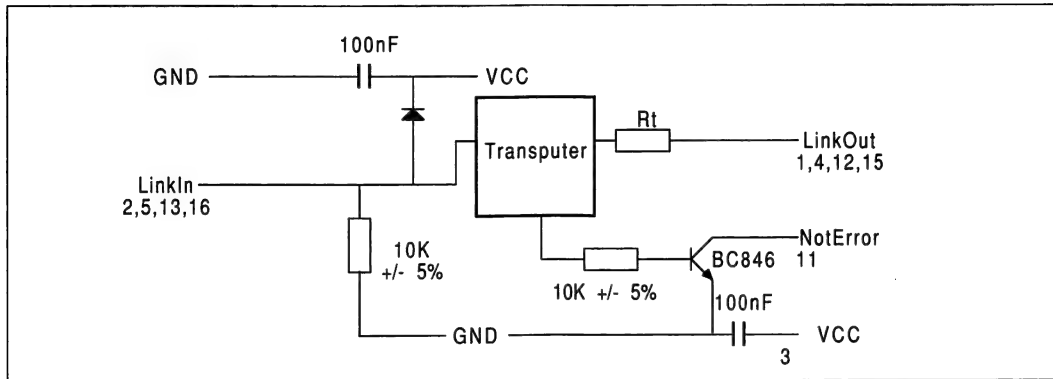 100nF
GND
VCC
Rt
Transputer
LinkOut
1,4,12,15
LinkIn
2,5,13,16
NotError
11
10K
+/- 5%
BC846
10K +/- 5%
100nF
GND
VCC
3